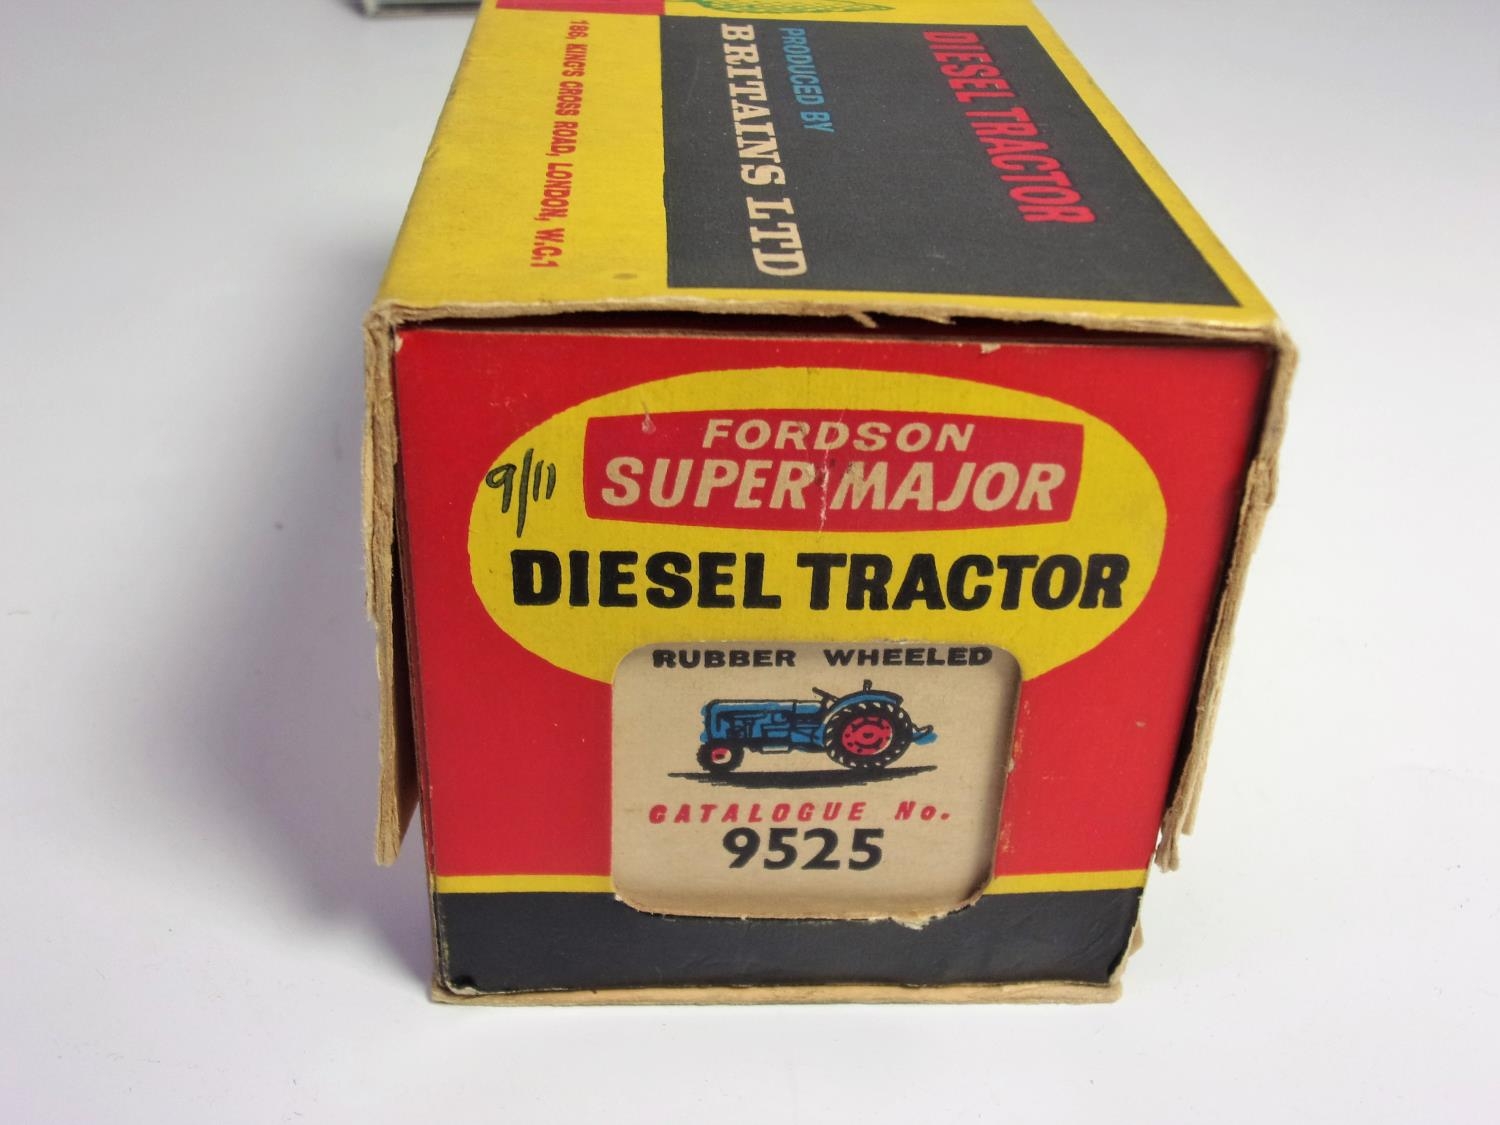 DIESEL TRACTOR
PRODUCED BY
BRITAINS LTD
186, KING'S CROSS ROAD, LONDON, W.C.1
FORDSON
SUPER MAJOR
9/11
DIESEL TRACTOR
RUBBER WHEELED
CATALOGUE No.
9525